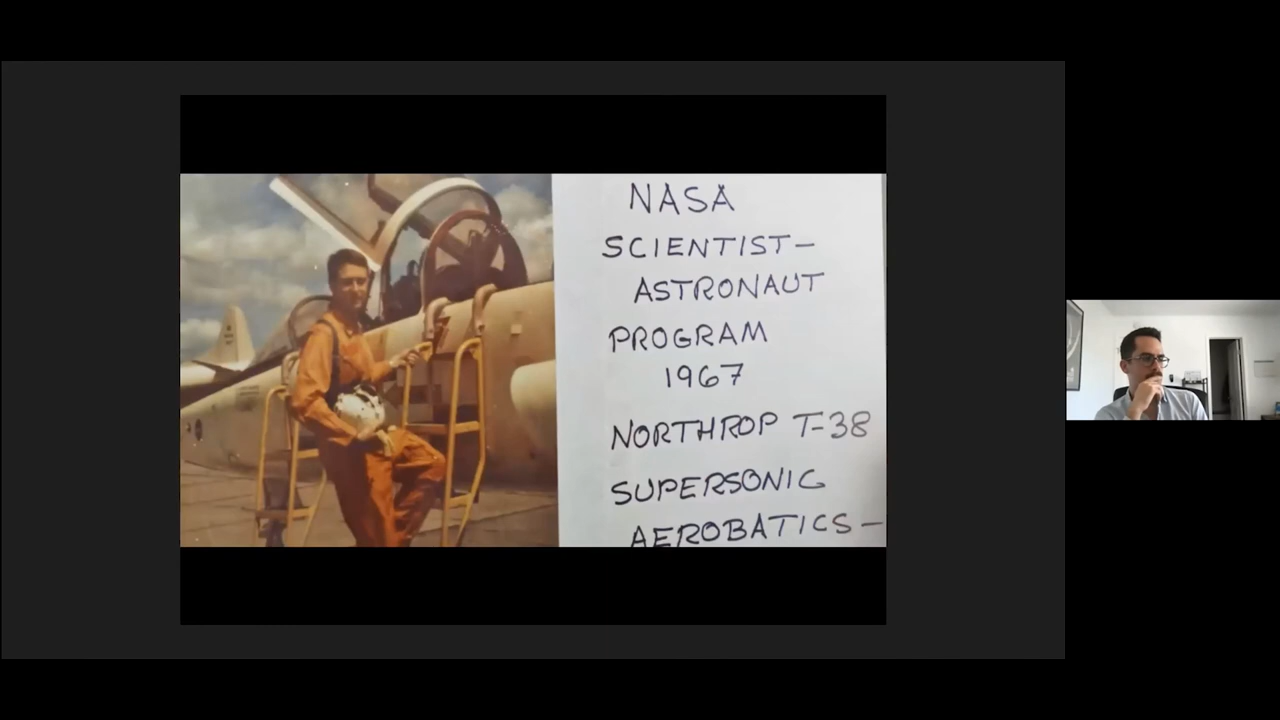 NASA
SCIENTIST-
ASTRONAUT
PROGRAM
1967
NORTHROP T-38
SUPERSONIC
AEROBATICS-